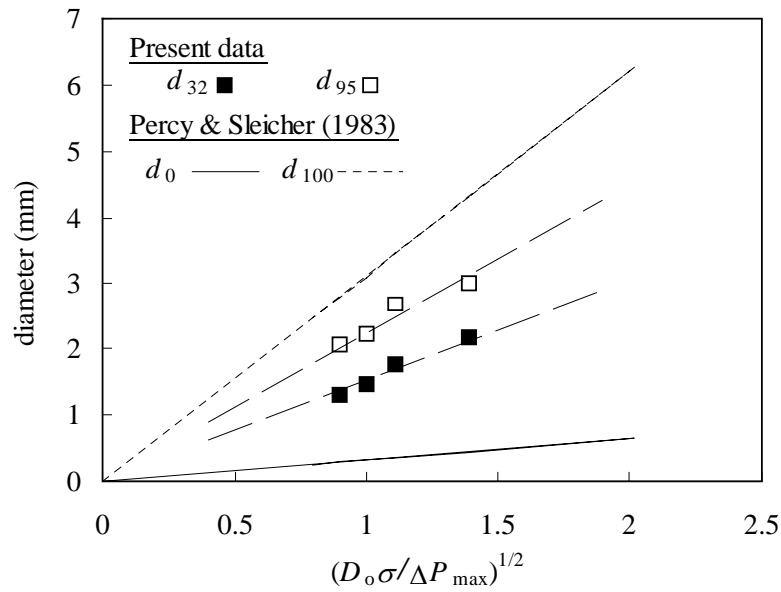 Present data
d32 ■ d95 □
Percy & Sleicher (1983)
d0 d100
7
6
5
4
3
2
1
0
diameter (mm)
0 0.5 1 1.5 2 2.5
(Doσ/ΔPmax)1/2